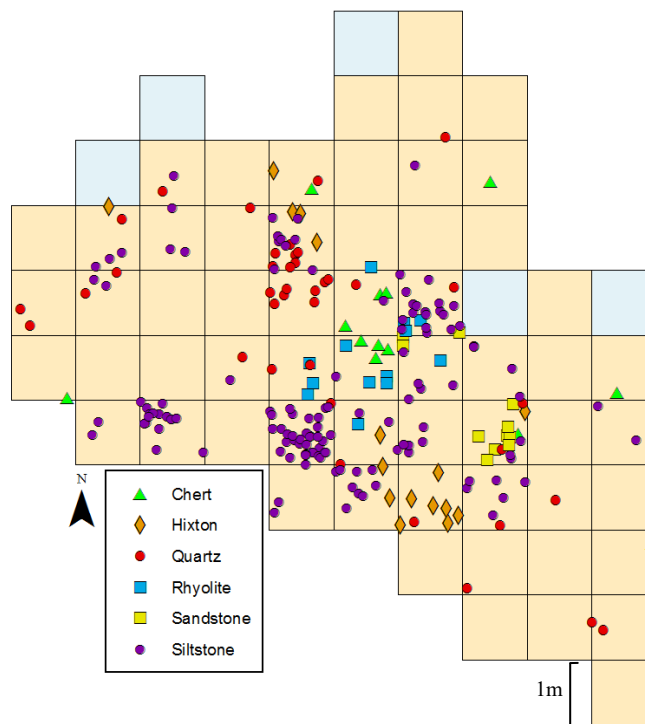 N
Chert
Hixton
Quartz
Rhyolite
Sandstone
Siltstone
1m